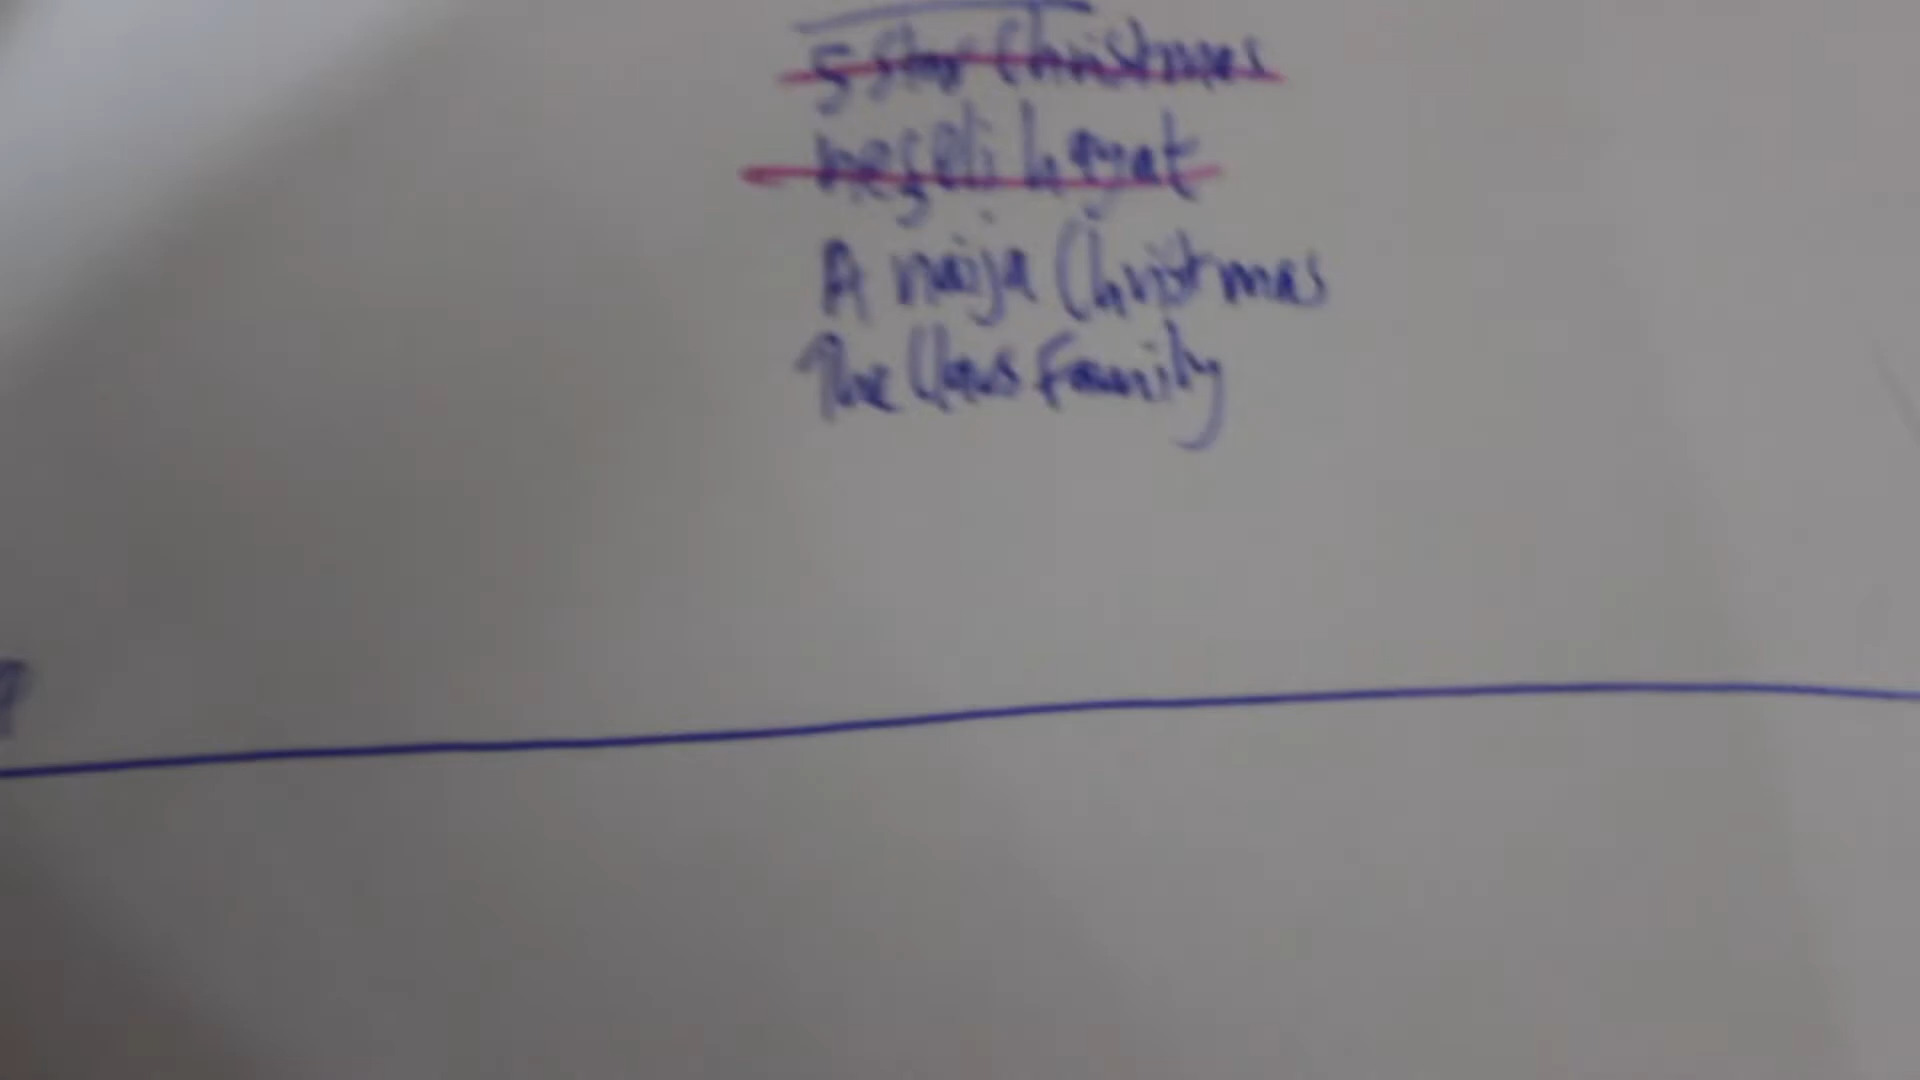 5 Star Christmas
neşeli hayat
A naija Christmas
The Claus Family